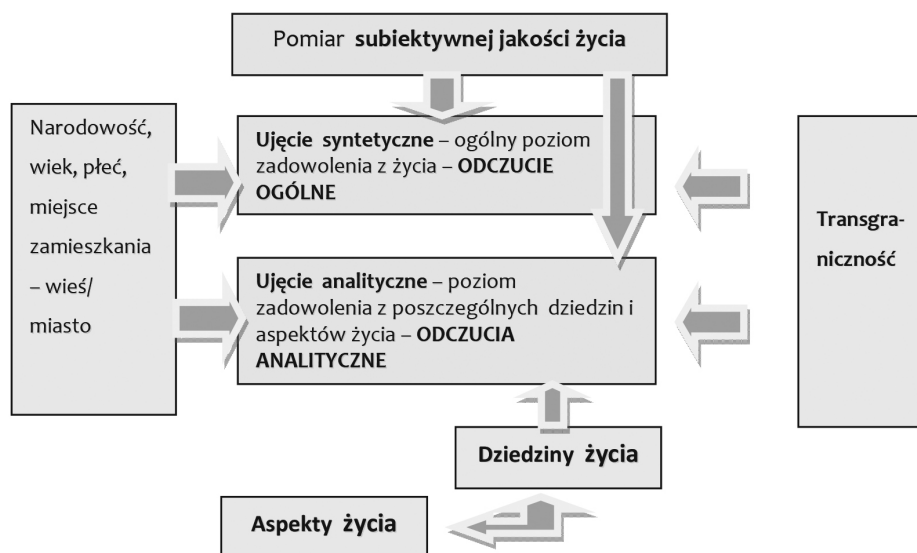 Pomiar subiektywnej jakości życia
Narodowość,
wiek, płeć,
miejsce
zamieszkania
– wieś/
miasto
Ujęcie syntetyczne – ogólny poziom
zadowolenia z życia – ODCZUCIE
OGÓLNE
Ujęcie analityczne – poziom
zadowolenia z poszczególnych dziedzin i
aspektów życia – ODCZUCIA
ANALITYCZNE
Transgra-
niczność
Dziedziny życia
Aspekty życia